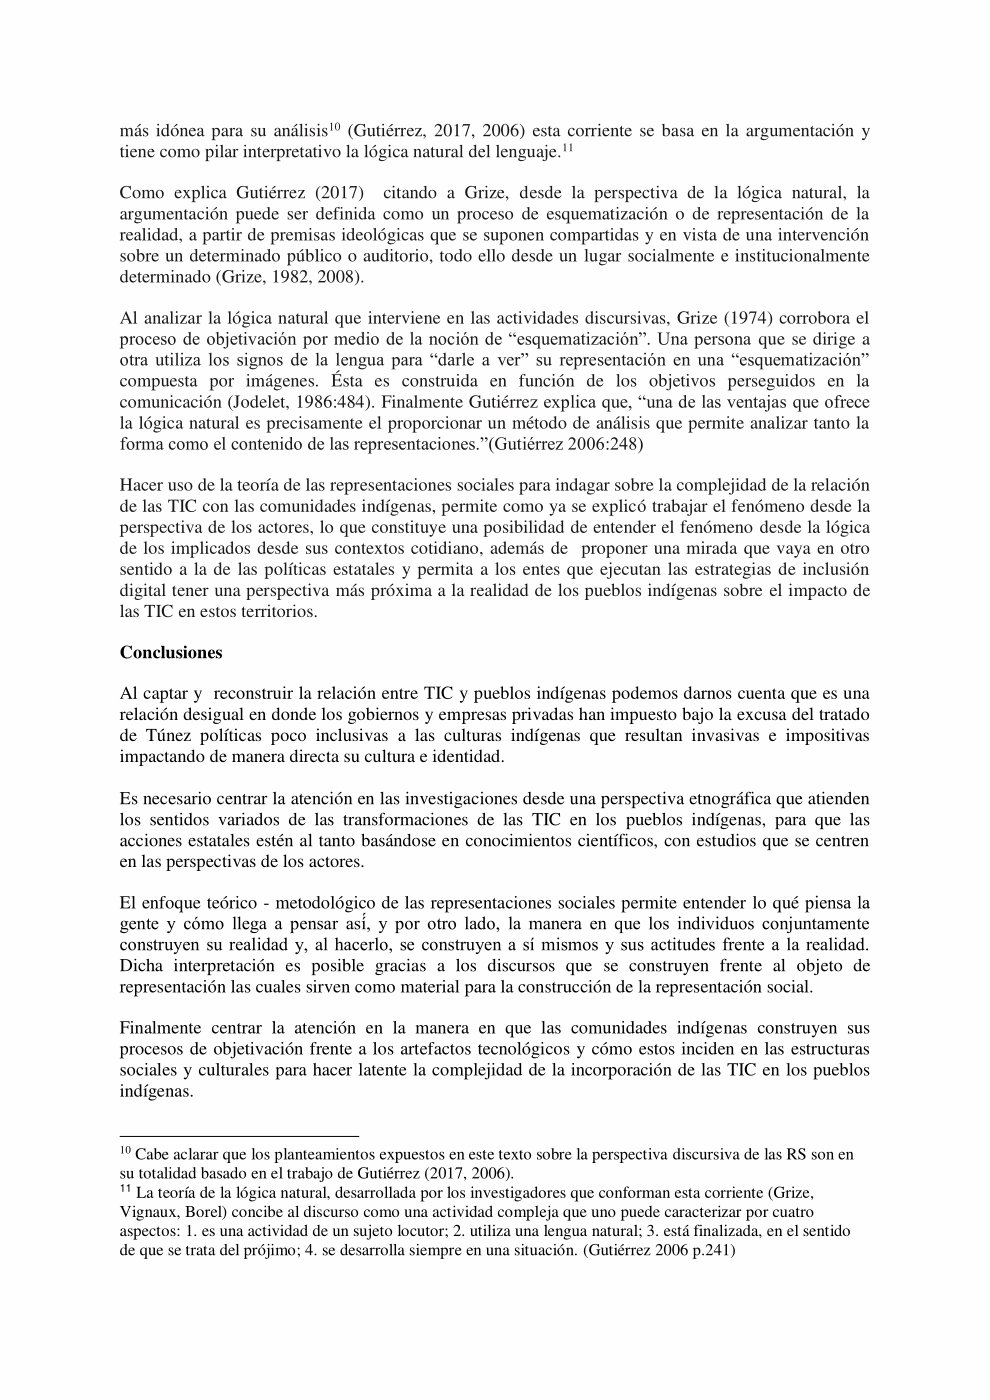 más idónea para su análisis¹⁰ (Gutiérrez, 2017, 2006) esta corriente se basa en la argumentación y
tiene como pilar interpretativo la lógica natural del lenguaje.¹¹
Como explica Gutiérrez (2017)  citando a Grize, desde la perspectiva de la lógica natural, la
argumentación puede ser definida como un proceso de esquematización o de representación de la
realidad, a partir de premisas ideológicas que se suponen compartidas y en vista de una intervención
sobre un determinado público o auditorio, todo ello desde un lugar socialmente e institucionalmente
determinado (Grize, 1982, 2008).
Al analizar la lógica natural que interviene en las actividades discursivas, Grize (1974) corrobora el
proceso de objetivación por medio de la noción de “esquematización”. Una persona que se dirige a
otra utiliza los signos de la lengua para “darle a ver” su representación en una “esquematización”
compuesta por imágenes. Ésta es construida en función de los objetivos perseguidos en la
comunicación (Jodelet, 1986:484). Finalmente Gutiérrez explica que, “una de las ventajas que ofrece
la lógica natural es precisamente el proporcionar un método de análisis que permite analizar tanto la
forma como el contenido de las representaciones.”(Gutiérrez 2006:248)
Hacer uso de la teoría de las representaciones sociales para indagar sobre la complejidad de la relación
de las TIC con las comunidades indígenas, permite como ya se explicó trabajar el fenómeno desde la
perspectiva de los actores, lo que constituye una posibilidad de entender el fenómeno desde la lógica
de los implicados desde sus contextos cotidiano, además de  proponer una mirada que vaya en otro
sentido a la de las políticas estatales y permita a los entes que ejecutan las estrategias de inclusión
digital tener una perspectiva más próxima a la realidad de los pueblos indígenas sobre el impacto de
las TIC en estos territorios.
Conclusiones
Al captar y  reconstruir la relación entre TIC y pueblos indígenas podemos darnos cuenta que es una
relación desigual en donde los gobiernos y empresas privadas han impuesto bajo la excusa del tratado
de Túnez políticas poco inclusivas a las culturas indígenas que resultan invasivas e impositivas
impactando de manera directa su cultura e identidad.
Es necesario centrar la atención en las investigaciones desde una perspectiva etnográfica que atienden
los sentidos variados de las transformaciones de las TIC en los pueblos indígenas, para que las
acciones estatales estén al tanto basándose en conocimientos científicos, con estudios que se centren
en las perspectivas de los actores.
El enfoque teórico - metodológico de las representaciones sociales permite entender lo qué piensa la
gente y cómo llega a pensar así, y por otro lado, la manera en que los individuos conjuntamente
construyen su realidad y, al hacerlo, se construyen a sí mismos y sus actitudes frente a la realidad.
Dicha interpretación es posible gracias a los discursos que se construyen frente al objeto de
representación las cuales sirven como material para la construcción de la representación social.
Finalmente centrar la atención en la manera en que las comunidades indígenas construyen sus
procesos de objetivación frente a los artefactos tecnológicos y cómo estos inciden en las estructuras
sociales y culturales para hacer latente la complejidad de la incorporación de las TIC en los pueblos
indígenas.
¹⁰ Cabe aclarar que los planteamientos expuestos en este texto sobre la perspectiva discursiva de las RS son en
su totalidad basado en el trabajo de Gutiérrez (2017, 2006).
¹¹ La teoría de la lógica natural, desarrollada por los investigadores que conforman esta corriente (Grize,
Vignaux, Borel) concibe al discurso como una actividad compleja que uno puede caracterizar por cuatro
aspectos: 1. es una actividad de un sujeto locutor; 2. utiliza una lengua natural; 3. está finalizada, en el sentido
de que se trata del prójimo; 4. se desarrolla siempre en una situación. (Gutiérrez 2006 p.241)